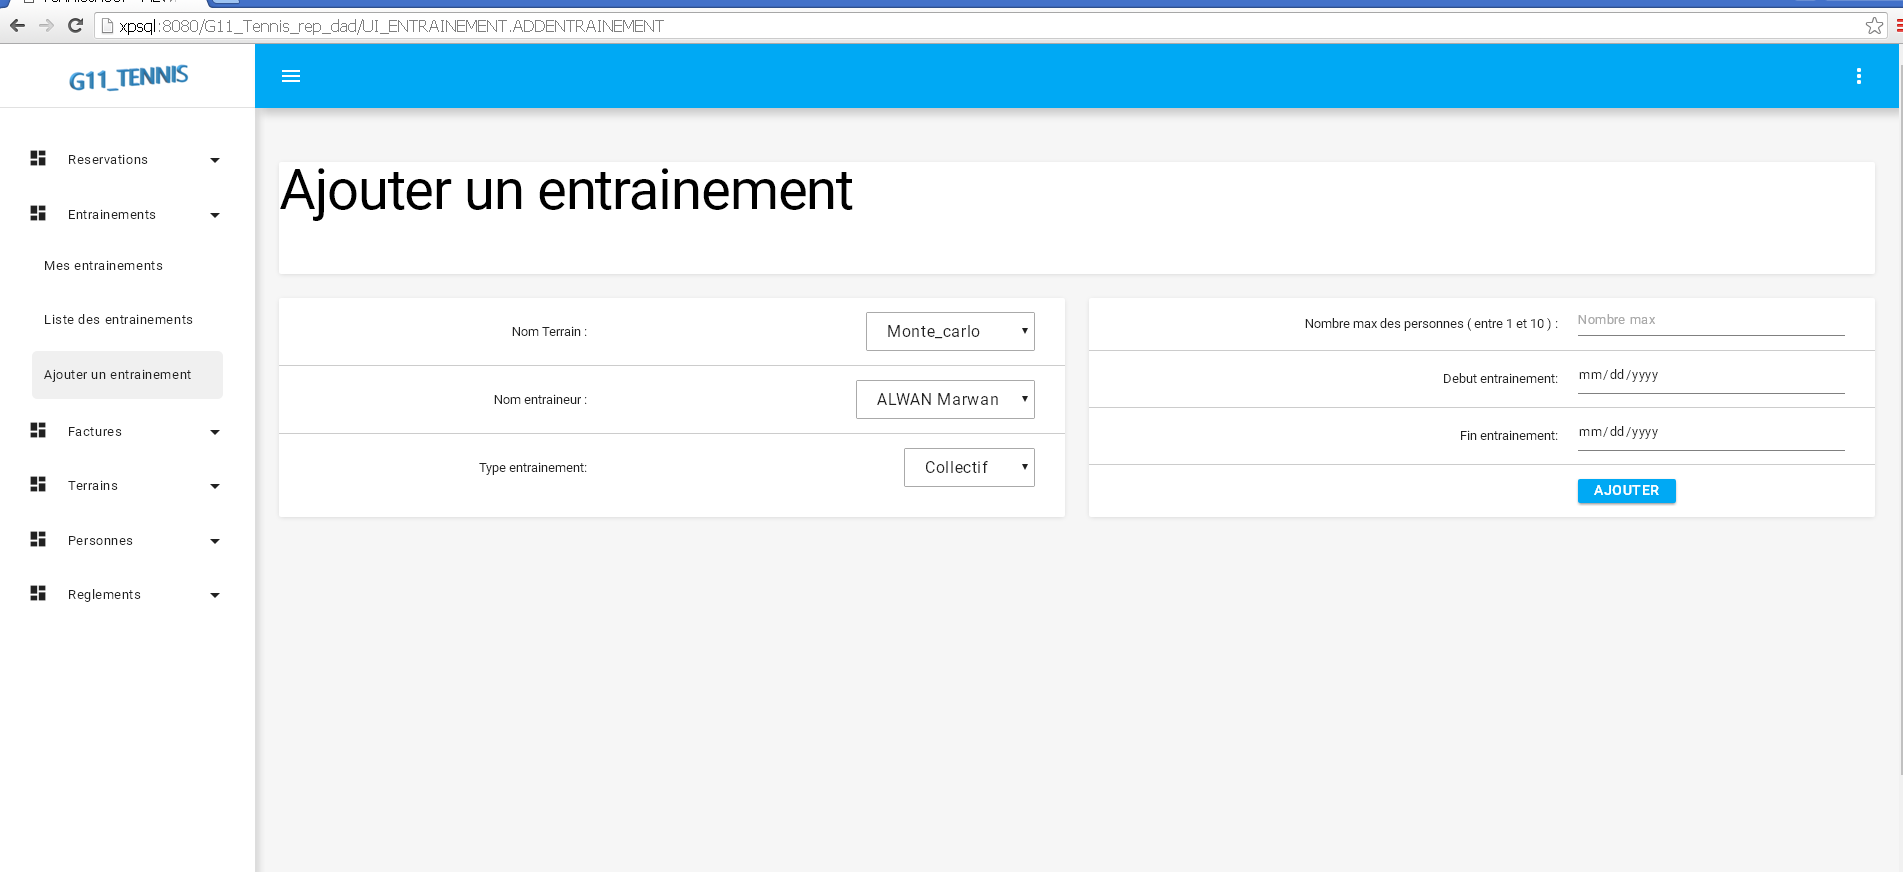 xpsql:8080/G11_Tennis_rep_dad/UI_ENTRAINEMENT.ADDENTRAINEMENT
G11_TENNIS
Reservations
Entrainements
Mes entrainements
Liste des entrainements
Ajouter un entrainement
Factures
Terrains
Personnes
Reglements
Ajouter un entrainement
Nom Terrain :
Monte_carlo
Nom entraineur :
ALWAN Marwan
Type entrainement:
Collectif
Nombre max des personnes ( entre 1 et 10 ) :
Nombre max
Debut entrainement:
mm/dd/yyyy
Fin entrainement:
mm/dd/yyyy
AJOUTER